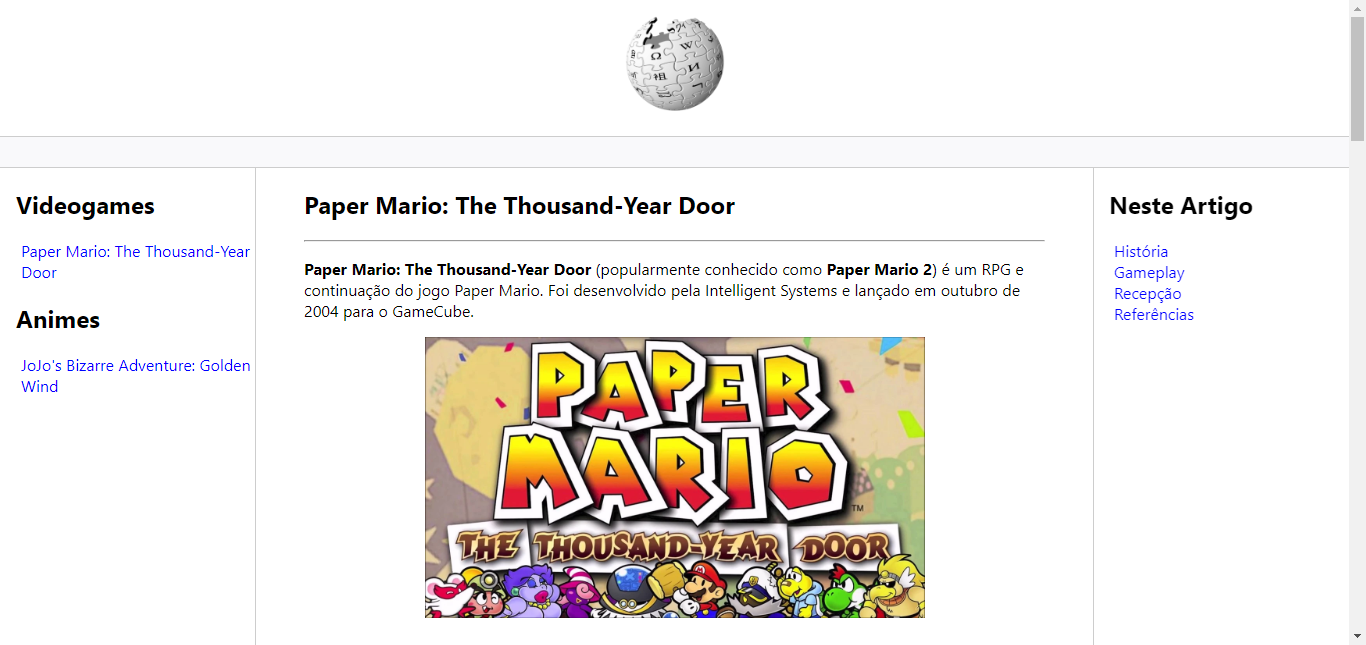 Ω
W
И
祖
Videogames
Paper Mario: The Thousand-Year
Door
Animes
JoJo's Bizarre Adventure: Golden
Wind
Paper Mario: The Thousand-Year Door
Paper Mario: The Thousand-Year Door (popularmente conhecido como Paper Mario 2) é um RPG e
continuação do jogo Paper Mario. Foi desenvolvido pela Intelligent Systems e lançado em outubro de
2004 para o GameCube.
PAPER
MARIO
TM
THE THOUSAND-YEAR DOOR
Neste Artigo
História
Gameplay
Recepção
Referências